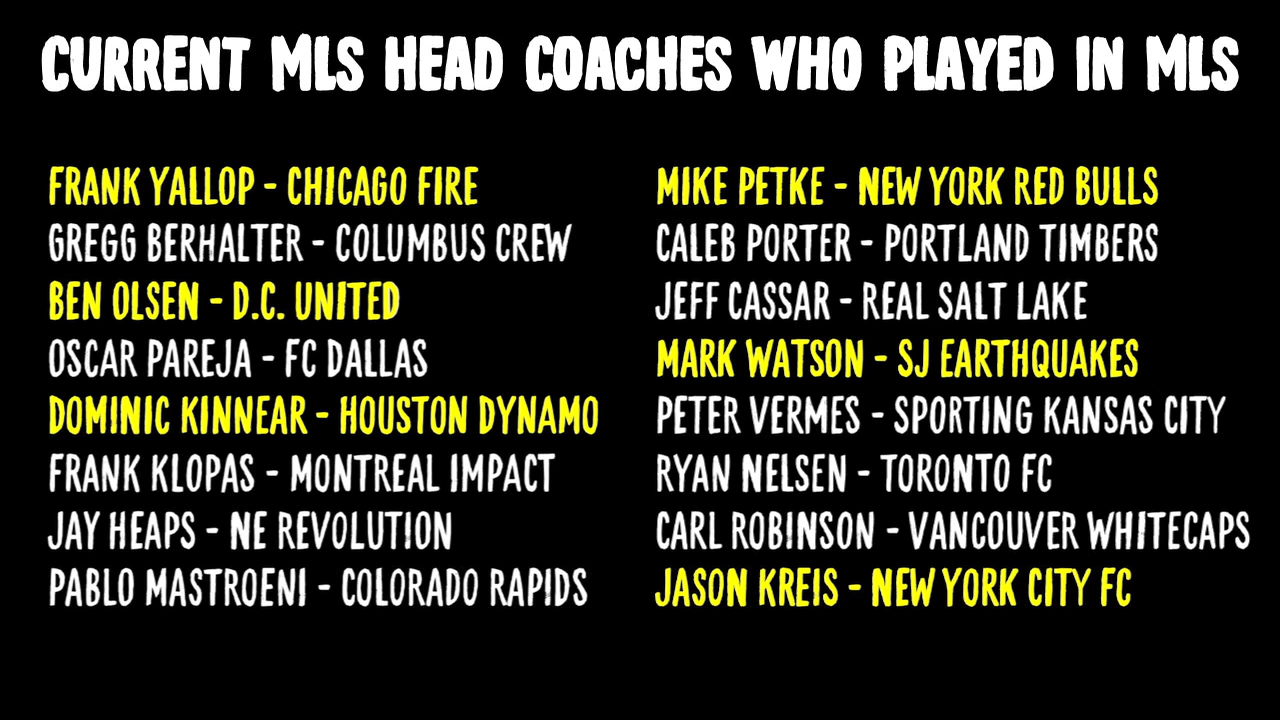 CURRENT MLS HEAD COACHES WHO PLAYED IN MLS
FRANK YALLOP - CHICAGO FIRE
GREGG BERHALTER - COLUMBUS CREW
BEN OLSEN - D.C. UNITED
OSCAR PAREJA - FC DALLAS
DOMINIC KINNEAR - HOUSTON DYNAMO
FRANK KLOPAS - MONTREAL IMPACT
JAY HEAPS - NE REVOLUTION
PABLO MASTROENI - COLORADO RAPIDS
MIKE PETKE - NEW YORK RED BULLS
CALEB PORTER - PORTLAND TIMBERS
JEFF CASSAR - REAL SALT LAKE
MARK WATSON - SJ EARTHQUAKES
PETER VERMES - SPORTING KANSAS CITY
RYAN NELSEN - TORONTO FC
CARL ROBINSON - VANCOUVER WHITECAPS
JASON KREIS - NEW YORK CITY FC